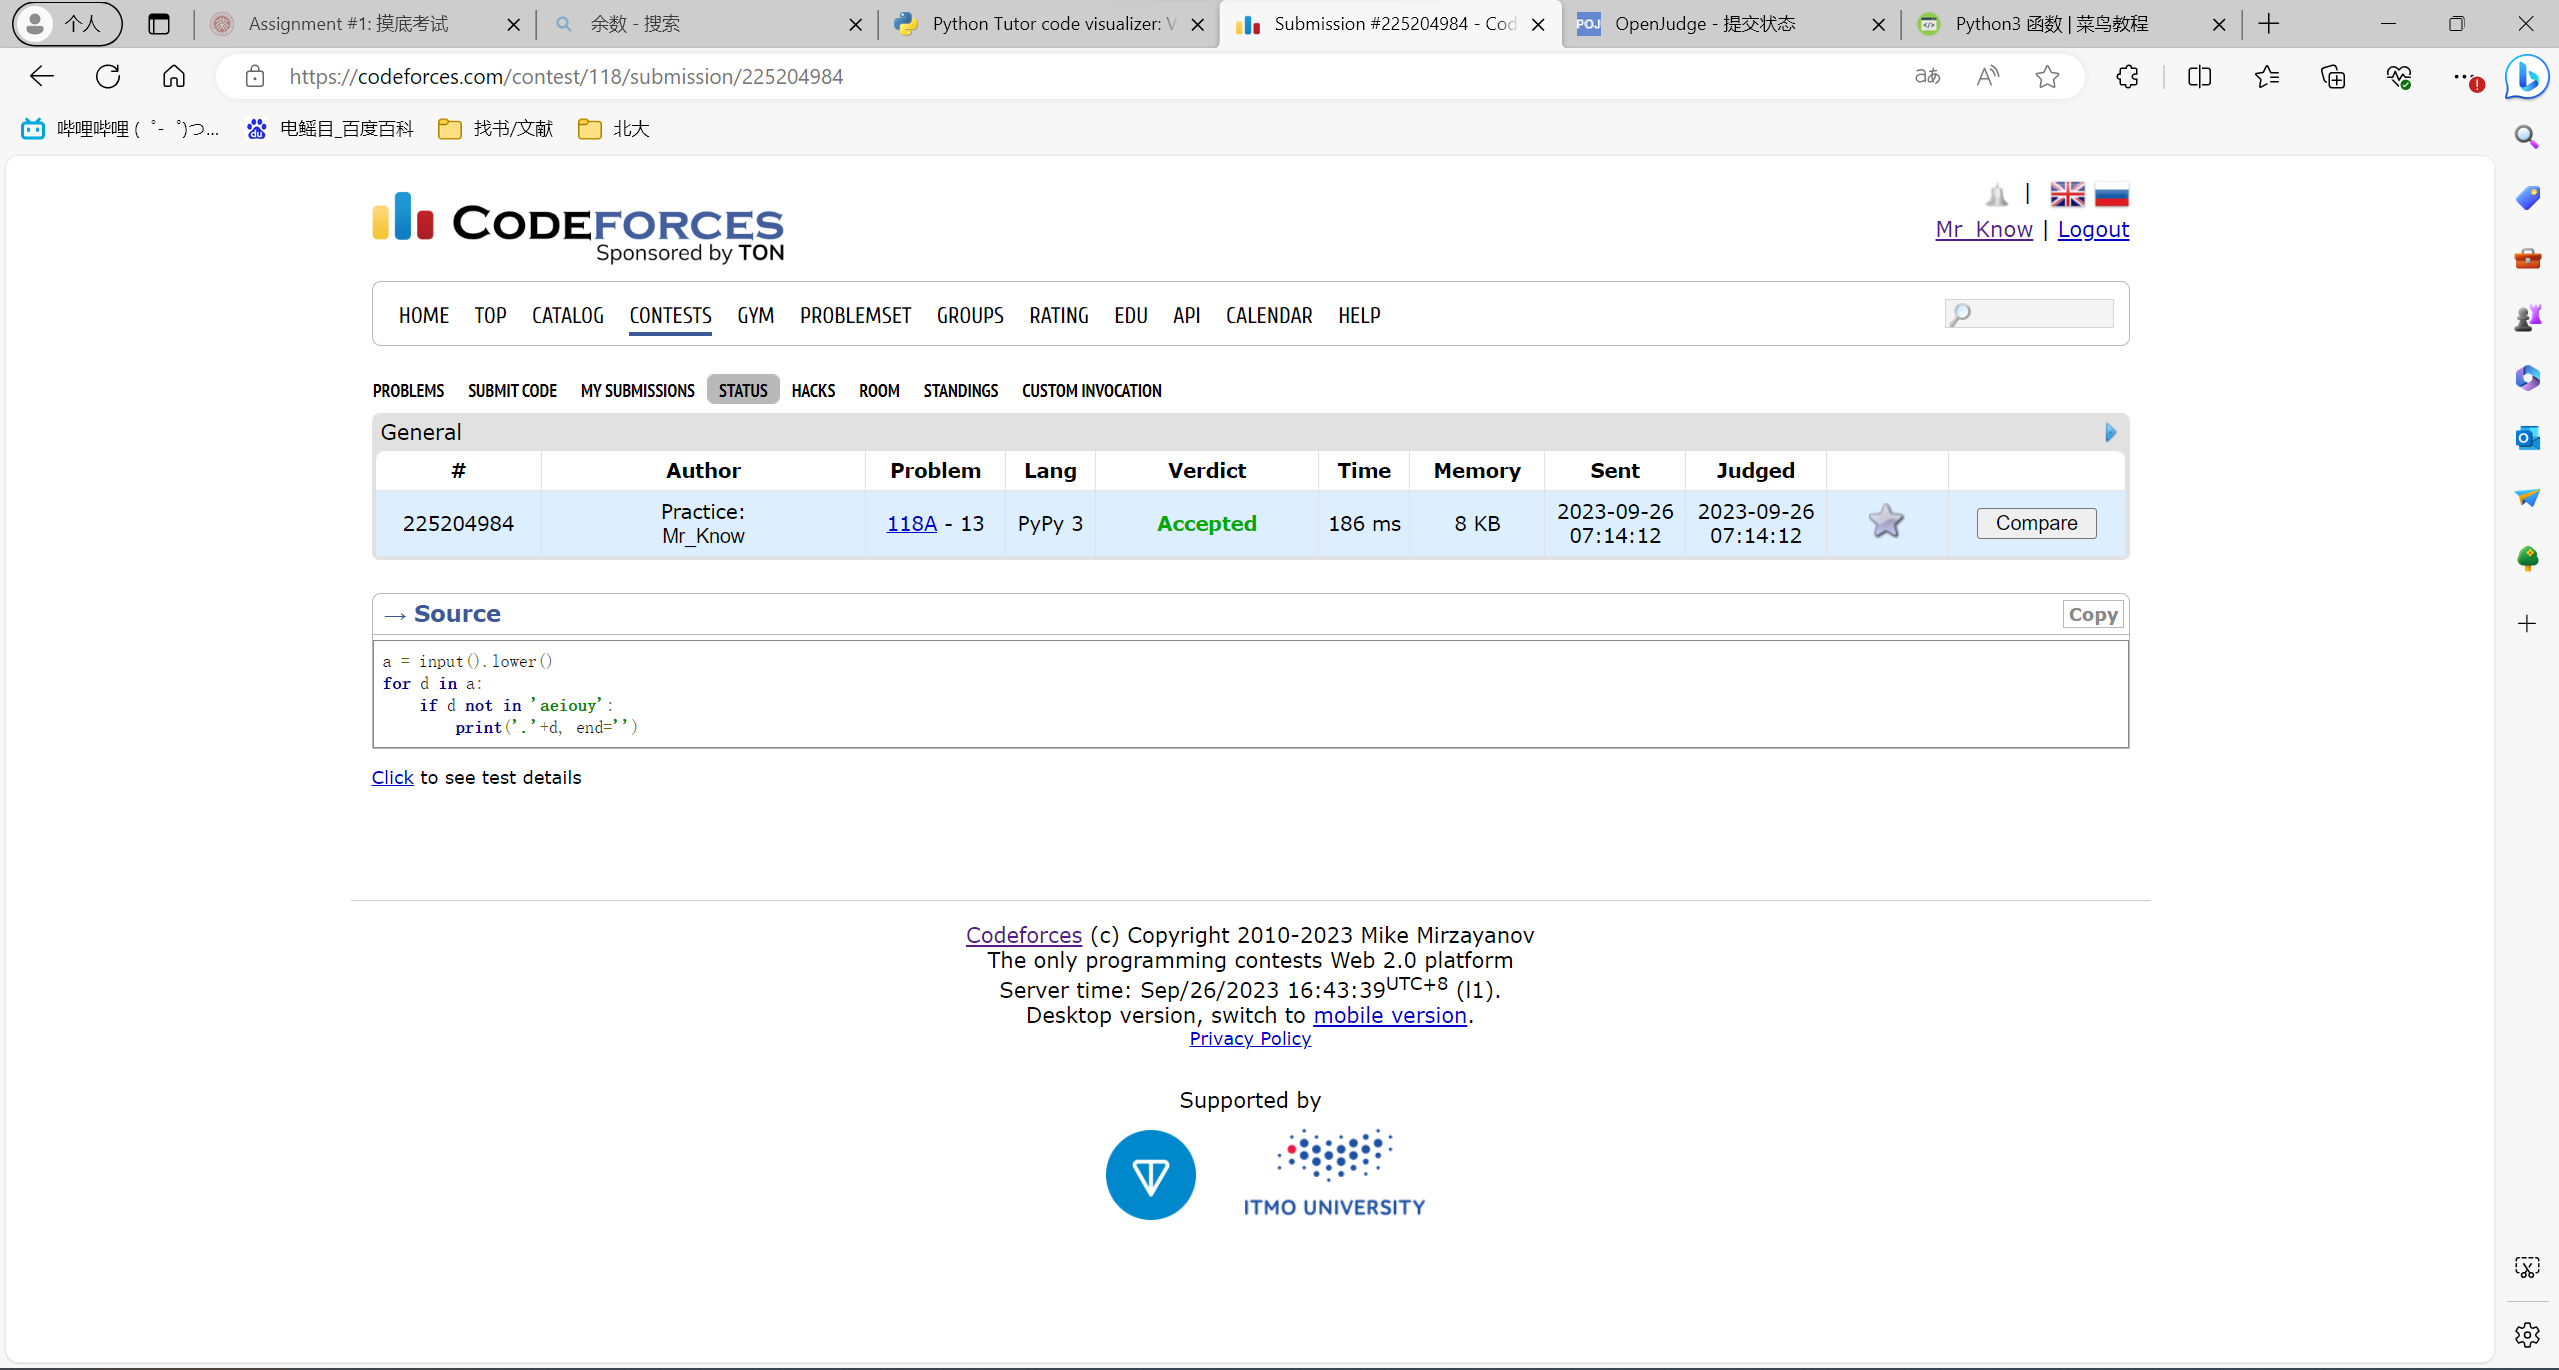 个人
Assignment #1: 摸底考试
余数 - 搜索
Python Tutor code visualizer: V
Submission #225204984 - Cod
POJ
OpenJudge - 提交状态
Python3 函数 | 菜鸟教程
https://codeforces.com/contest/118/submission/225204984
哔哩哔哩 (゜-゜)つ...
电鳐目_百度百科
找书/文献
北大
CODEFORCES
Sponsored by TON
|
Mr_Know | Logout
HOME TOP CATALOG CONTESTS GYM PROBLEMSET GROUPS RATING EDU API CALENDAR HELP
PROBLEMS SUBMIT CODE MY SUBMISSIONS STATUS HACKS ROOM STANDINGS CUSTOM INVOCATION
General
# Author Problem Lang Verdict Time Memory Sent Judged
225204984 Practice: Mr_Know 118A - 13 PyPy 3 Accepted 186 ms 8 KB 2023-09-26 07:14:12 2023-09-26 07:14:12 Compare
→ Source
Copy
a = input().lower()
for d in a:
    if d not in 'aeiouy':
        print('.'+d, end='')
Click to see test details
Codeforces (c) Copyright 2010-2023 Mike Mirzayanov
The only programming contests Web 2.0 platform
Server time: Sep/26/2023 16:43:39UTC+8 (l1).
Desktop version, switch to mobile version.
Privacy Policy
Supported by
ITMO UNIVERSITY